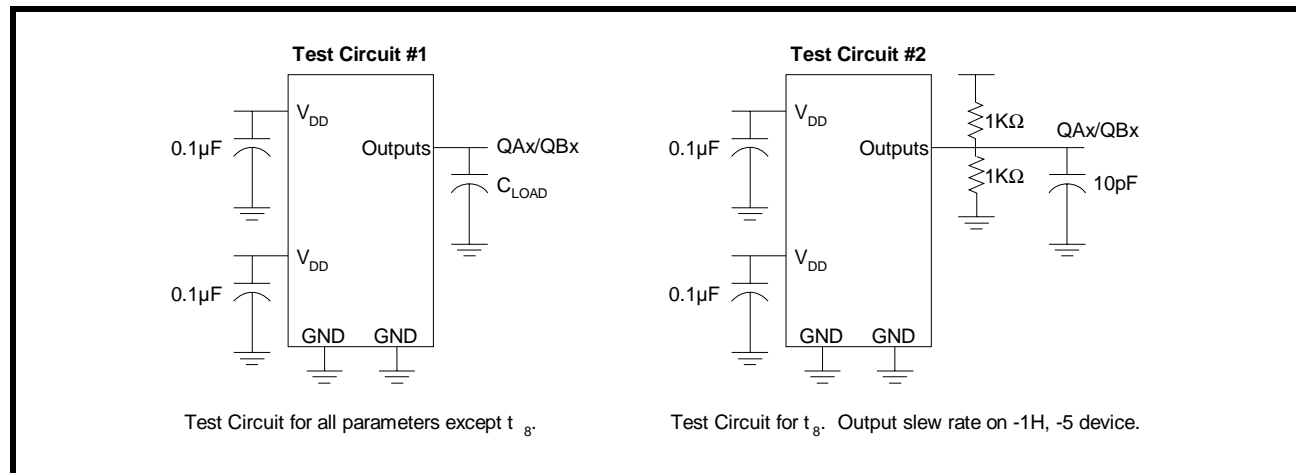 Test Circuit #1
V_DD
0.1µF
Outputs
QAx/QBx
C_LOAD
V_DD
0.1µF
GND GND
Test Circuit for all parameters except t_8.
Test Circuit #2
V_DD
0.1µF
1KΩ
Outputs
QAx/QBx
1KΩ
10pF
V_DD
0.1µF
GND GND
Test Circuit for t_8. Output slew rate on -1H, -5 device.